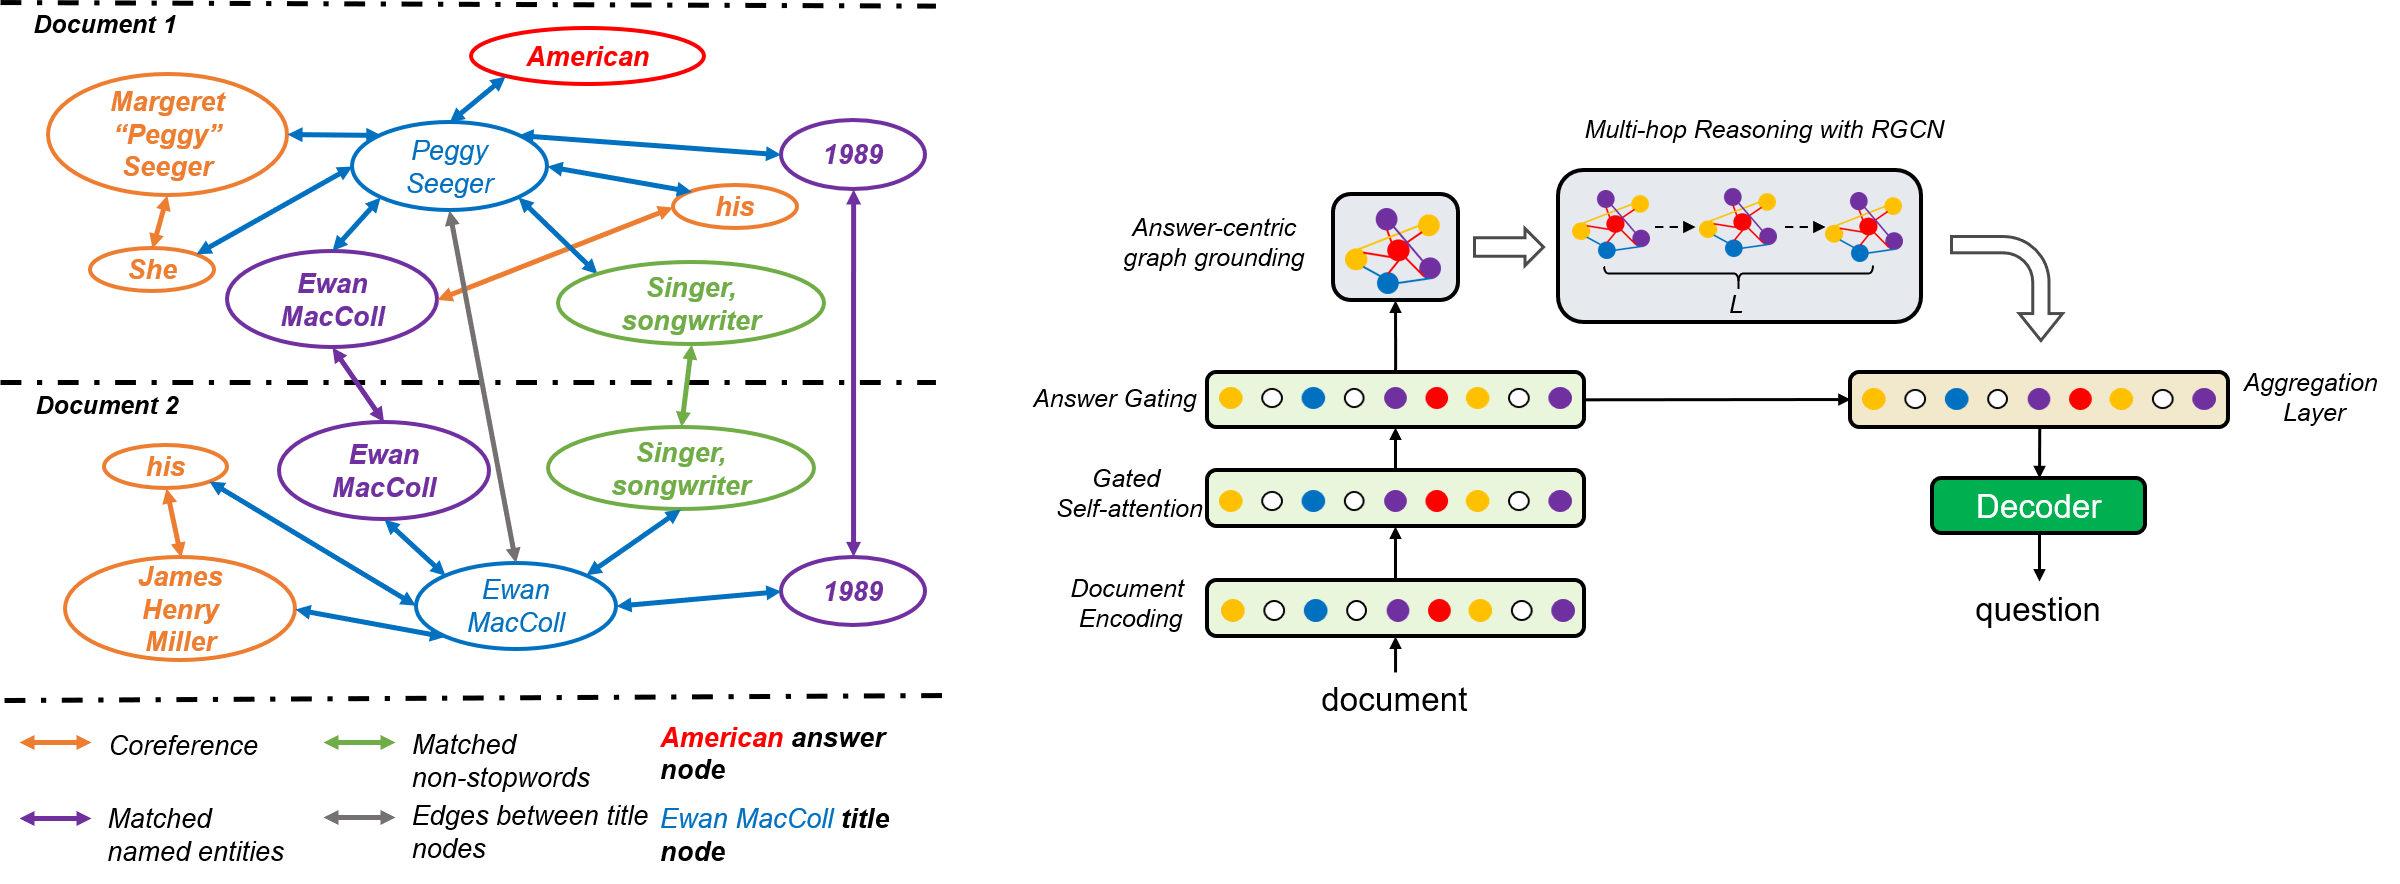 Document 1
American
Margeret
“Peggy”
Seeger
Peggy
Seeger
1989
his
She
Ewan
MacColl
Singer,
songwriter
Document 2
his
Ewan
MacColl
Singer,
songwriter
James
Henry
Miller
Ewan
MacColl
1989
Coreference
Matched
non-stopwords
American answer
node
Matched
named entities
Edges between title
nodes
Ewan MacColl title
node
Multi-hop Reasoning with RGCN
Answer-centric
graph grounding
L
Answer Gating
Aggregation
Layer
Gated
Self-attention
Decoder
Document
Encoding
question
document